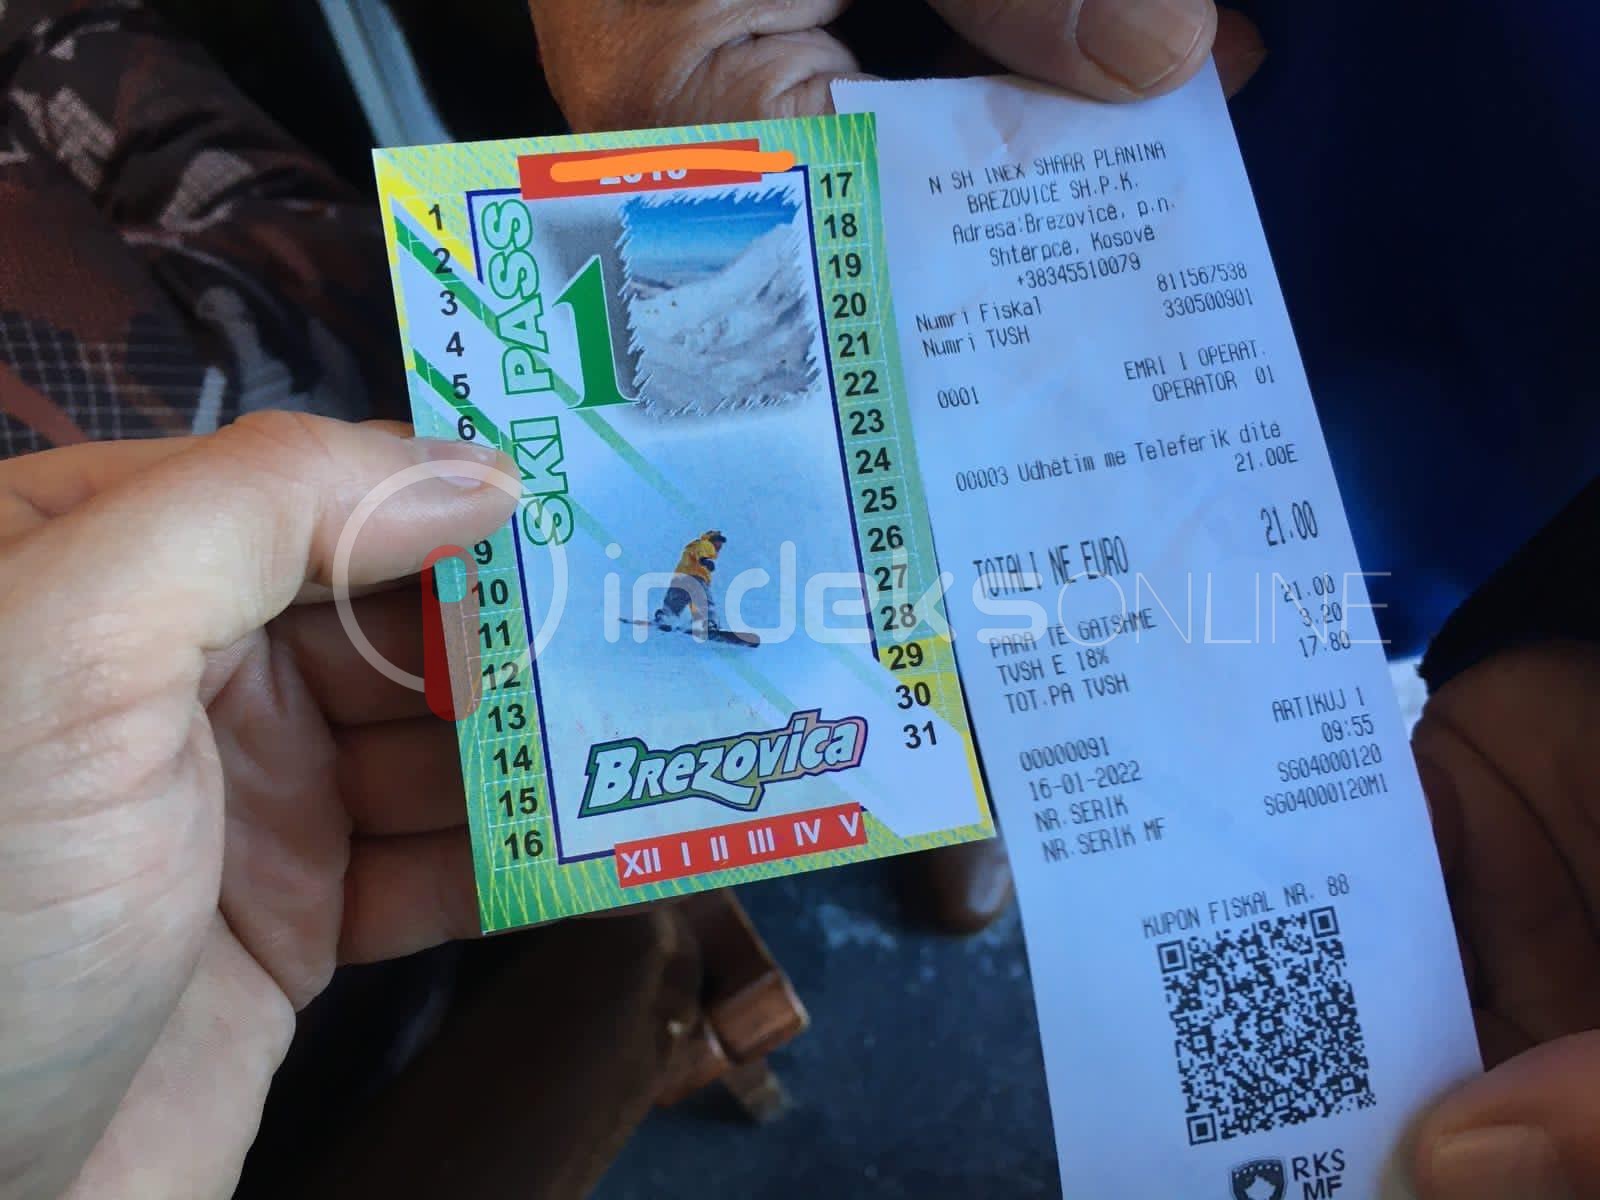 SKI PASS
1
1
2
3
4
5
6
9
10
11
12
13
14
15
16
17
18
19
20
21
22
23
24
25
26
27
28
29
30
31
Brezovica
XII I II III IV V
N SH INEX SHARR PLANINA
BREZOVICË SH.P.K.
Adresa:Brezovicë, p.n.
Shtërpcë, Kosovë
+38345510079
Numri Fiskal 811567538
Numri TVSH 330500901
EMRI I OPERAT.
0001 OPERATOR 01
00003 Udhëtim me Teleferik ditë
21.00E
TOTALI NE EURO 21.00
PARA TË GATSHME 21.00
TVSH E 18% 3.20
TOT.PA TVSH 17.80
ARTIKUJ 1
00000091 09:55
16-01-2022
NR.SERIK SG04000120
NR.SERIK MF SG04000120M1
KUPON FISKAL NR. 88
RKS
MF
indeksONLINE